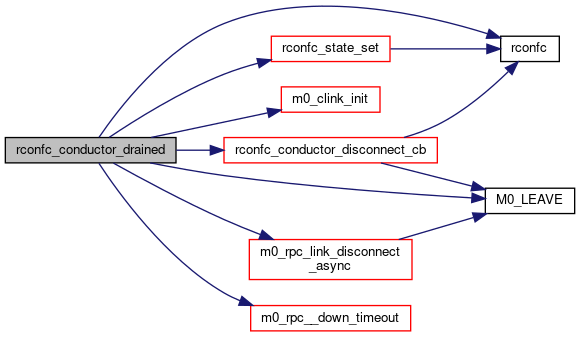 rconfc_conductor_drained
rconfc_state_set
rconfc
m0_clink_init
rconfc_conductor_disconnect_cb
M0_LEAVE
m0_rpc_link_disconnect
_async
m0_rpc__down_timeout